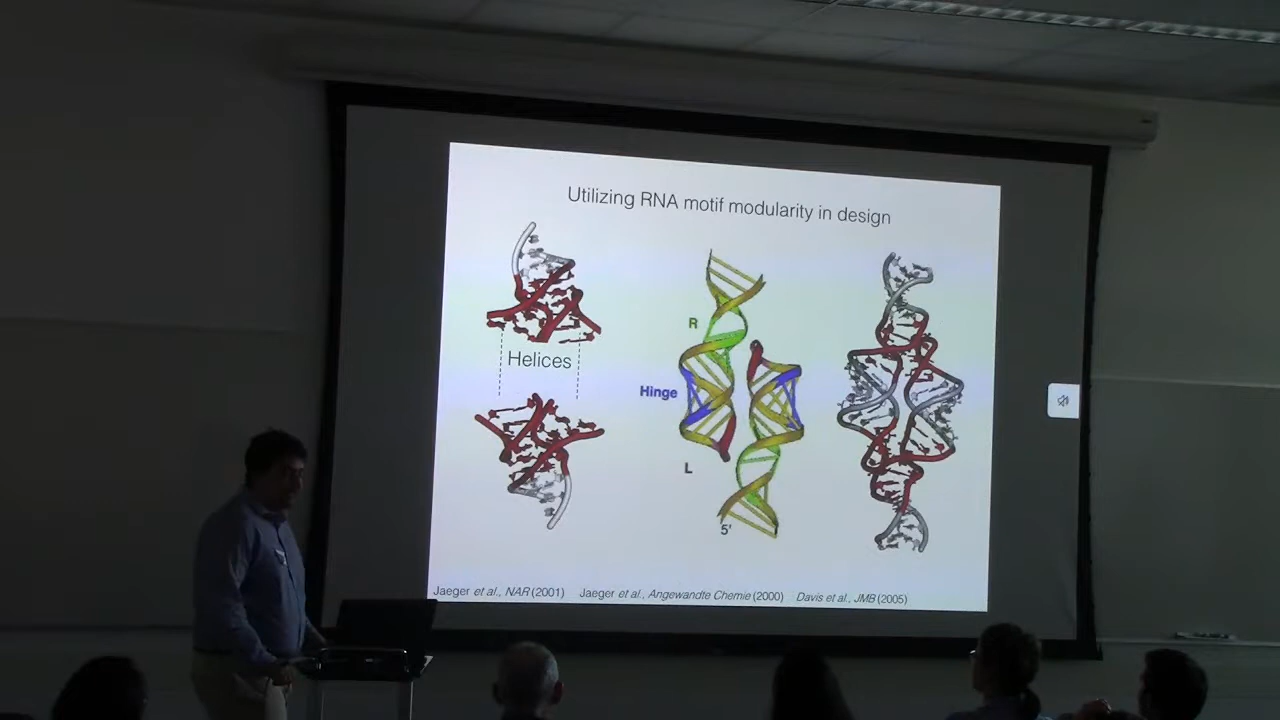 Utilizing RNA motif modularity in design
R
Helices
Hinge
L
5'
Jaeger et al., NAR (2001) Jaeger et al., Angewandte Chemie (2000) Davis et al., JMB (2005)